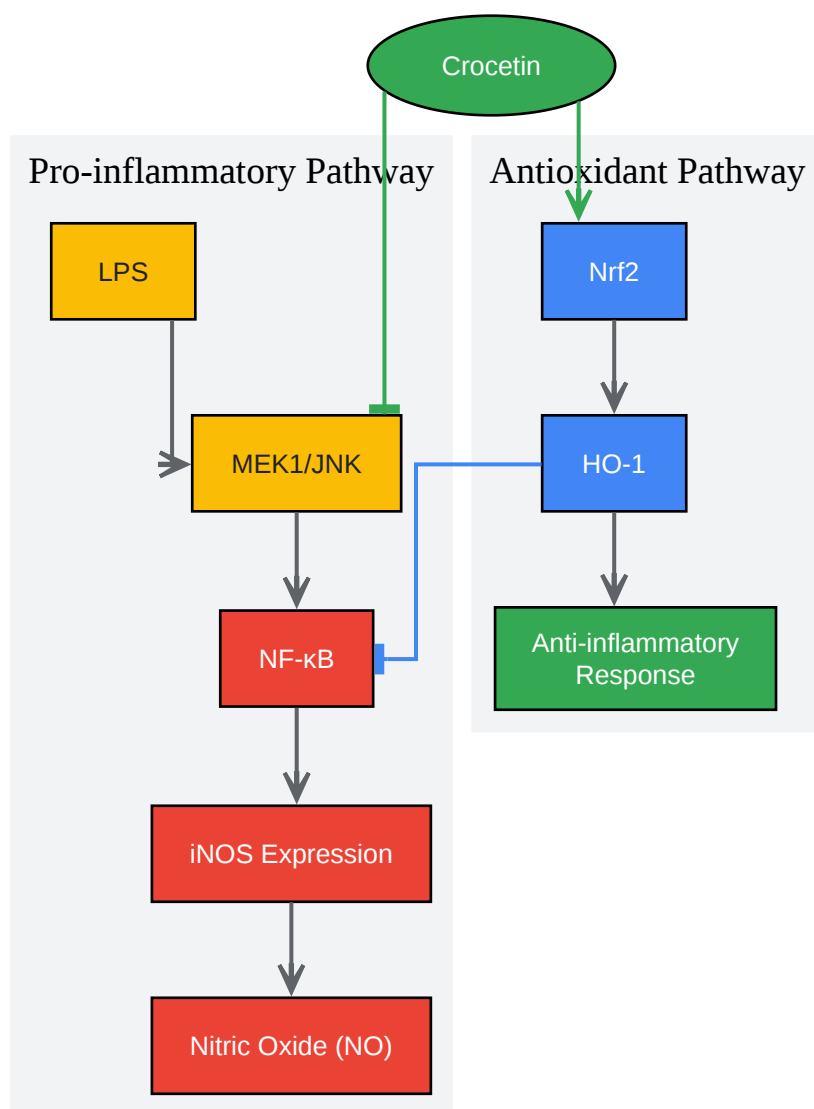 Crocetin
Pro-inflammatory Pathway
Antioxidant Pathway
LPS
Nrf2
MEK1/JNK
HO-1
NF-κB
Anti-inflammatory
Response
iNOS Expression
Nitric Oxide (NO)